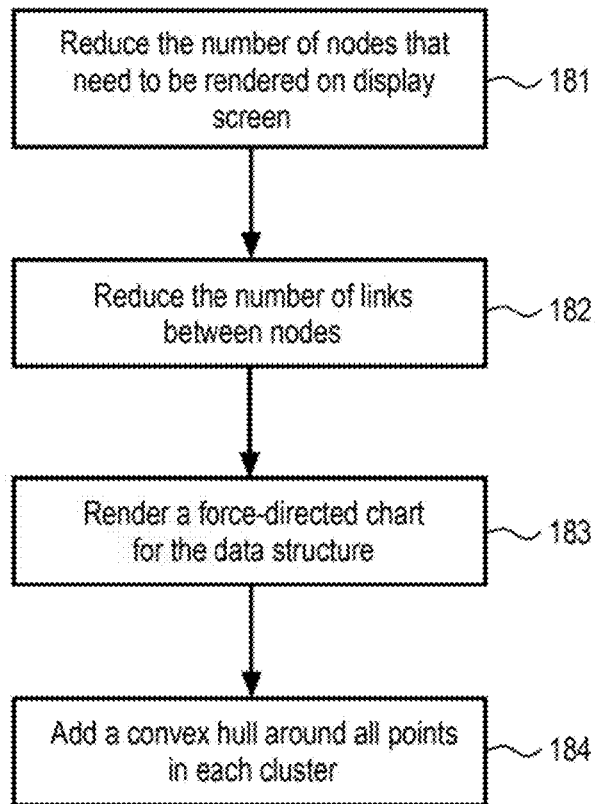 Reduce the number of nodes that
need to be rendered on display
screen
181
Reduce the number of links
between nodes
182
Render a force-directed chart
for the data structure
183
Add a convex hull around all points
in each cluster
184